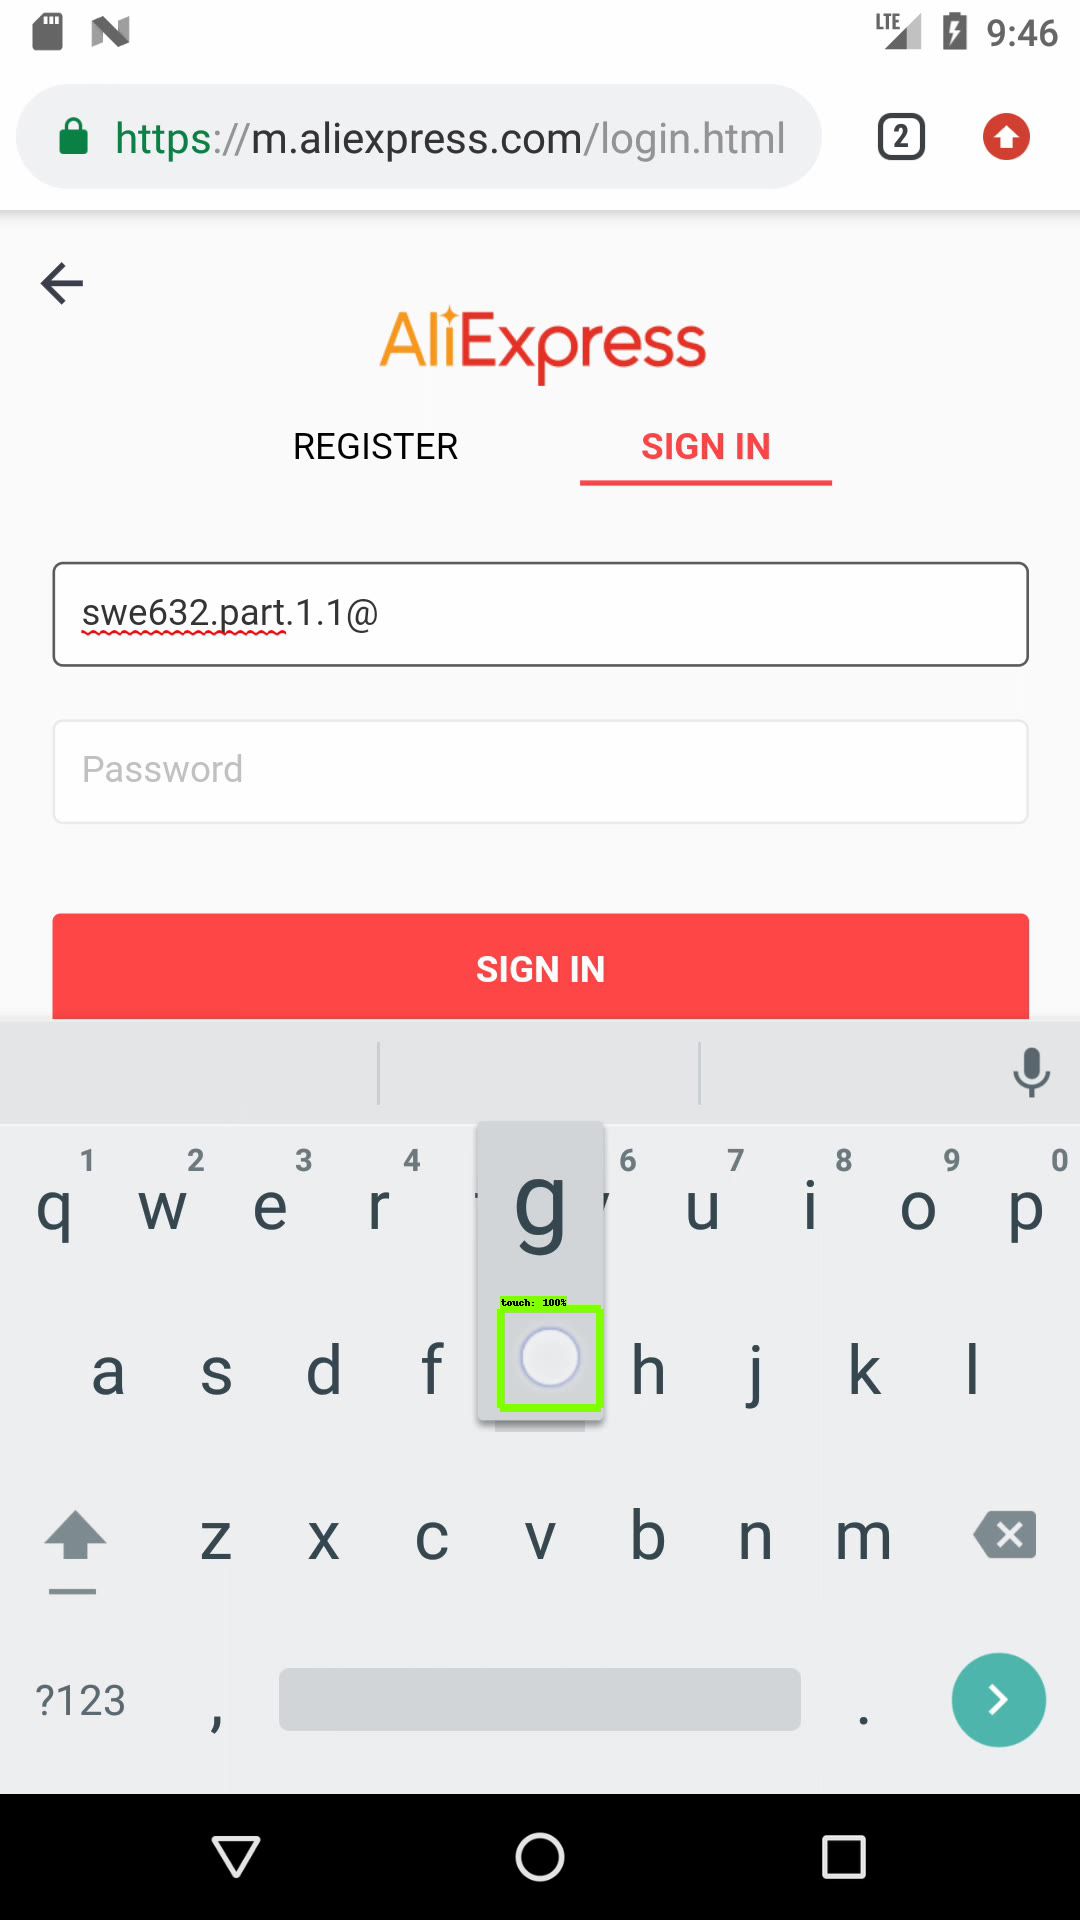 LTE 9:46
https://m.aliexpress.com/login.html 2
AliExpress
REGISTER SIGN IN
swe632.part.1.1@
Password
SIGN IN
1 2 3 4 6 7 8 9 0
q w e r g u i o p
touch: 100%
a s d f h j k l
z x c v b n m
?123 , .